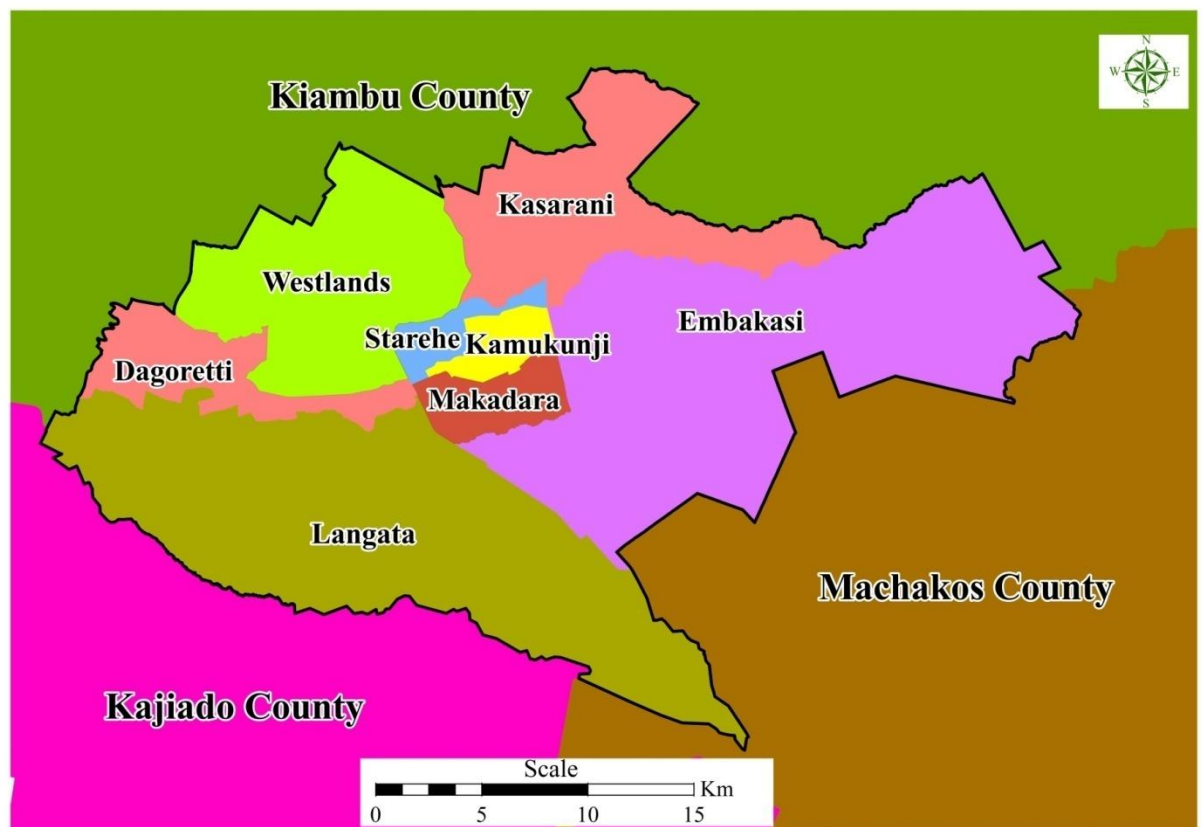 N
W E
S
Kiambu County
Kasarani
Westlands
Embakasi
Starehe
Kamukunji
Dagoretti
Makadara
Langata
Machakos County
Kajiado County
Scale
Km
0 5 10 15